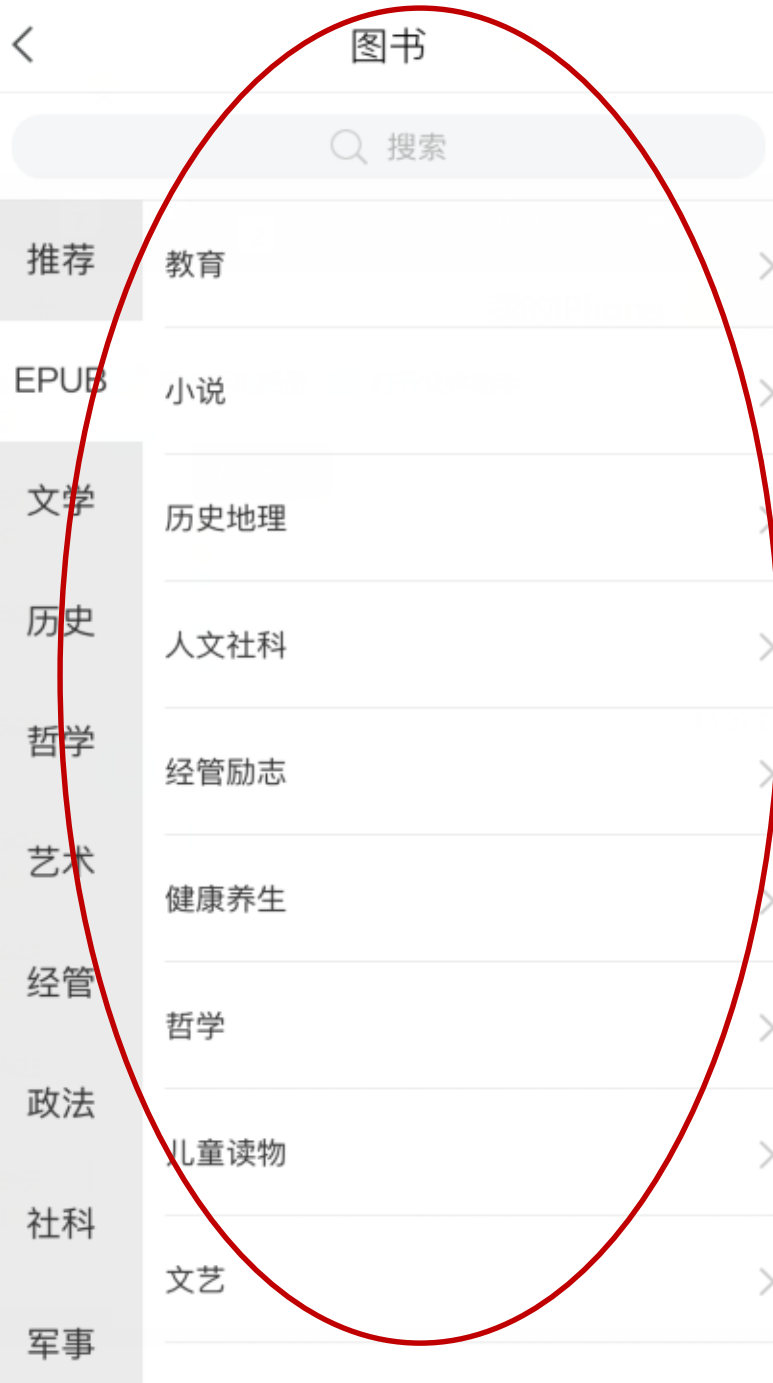 图书
搜索
推荐
EPUB
文学
历史
哲学
艺术
经管
政法
社科
军事
教育
小说
历史地理
人文社科
经管励志
健康养生
哲学
儿童读物
文艺